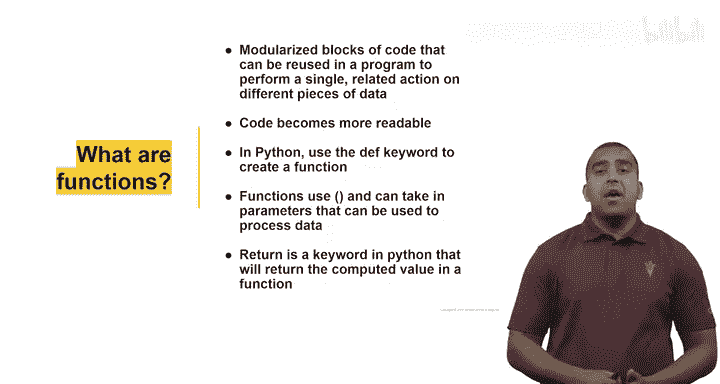 What are
functions?
● Modularized blocks of code that
can be reused in a program to
perform a single, related action on
different pieces of data
● Code becomes more readable
● In Python, use the def keyword to
create a function
● Functions use () and can take in
parameters that can be used to
process data
● Return is a keyword in python that
will return the computed value in a
function